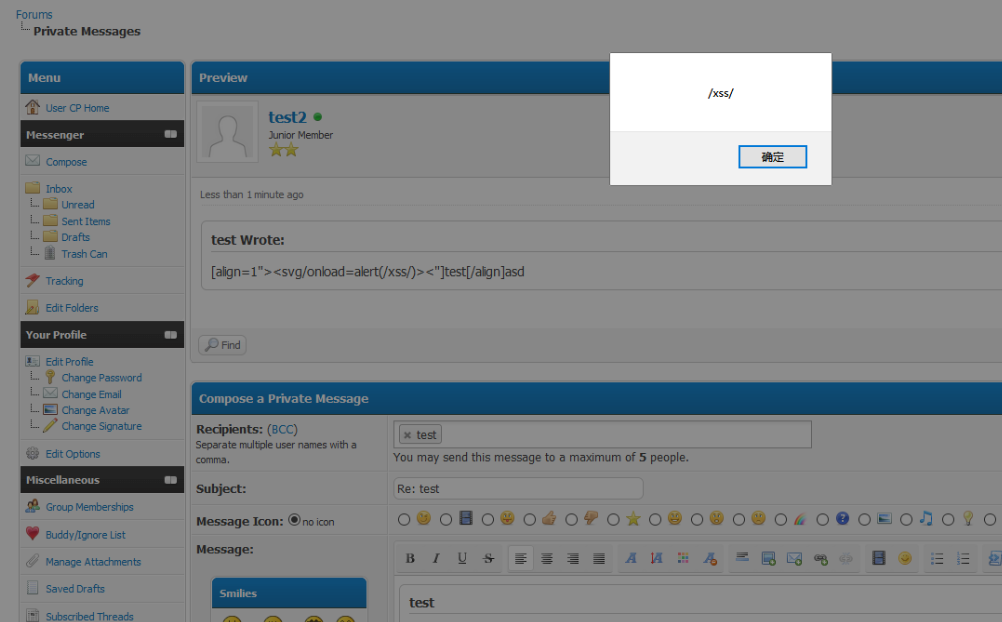 Forums
Private Messages
Menu
User CP Home
Messenger
Compose
Inbox
Unread
Sent Items
Drafts
Trash Can
Tracking
Edit Folders
Your Profile
Edit Profile
Change Password
Change Email
Change Avatar
Change Signature
Edit Options
Miscellaneous
Group Memberships
Buddy/Ignore List
Manage Attachments
Saved Drafts
Subscribed Threads
Preview
test2
Junior Member
Less than 1 minute ago
test Wrote:
[align=1"><svg/onload=alert(/xss/)><"]test[/align]asd
Find
/xss/
确定
Compose a Private Message
Recipients: (BCC)
Separate multiple user names with a
comma.
× test
You may send this message to a maximum of 5 people.
Subject:
Re: test
Message Icon: no icon
Message:
B I U S
A A A
Smilies
test